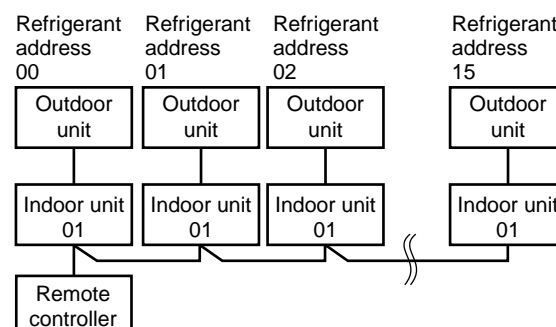 Refrigerant
address
00
Refrigerant
address
01
Refrigerant
address
02
Refrigerant
address
15
Outdoor
unit
Outdoor
unit
Outdoor
unit
Outdoor
unit
Indoor unit
01
Indoor unit
01
Indoor unit
01
Indoor unit
01
Remote
controller